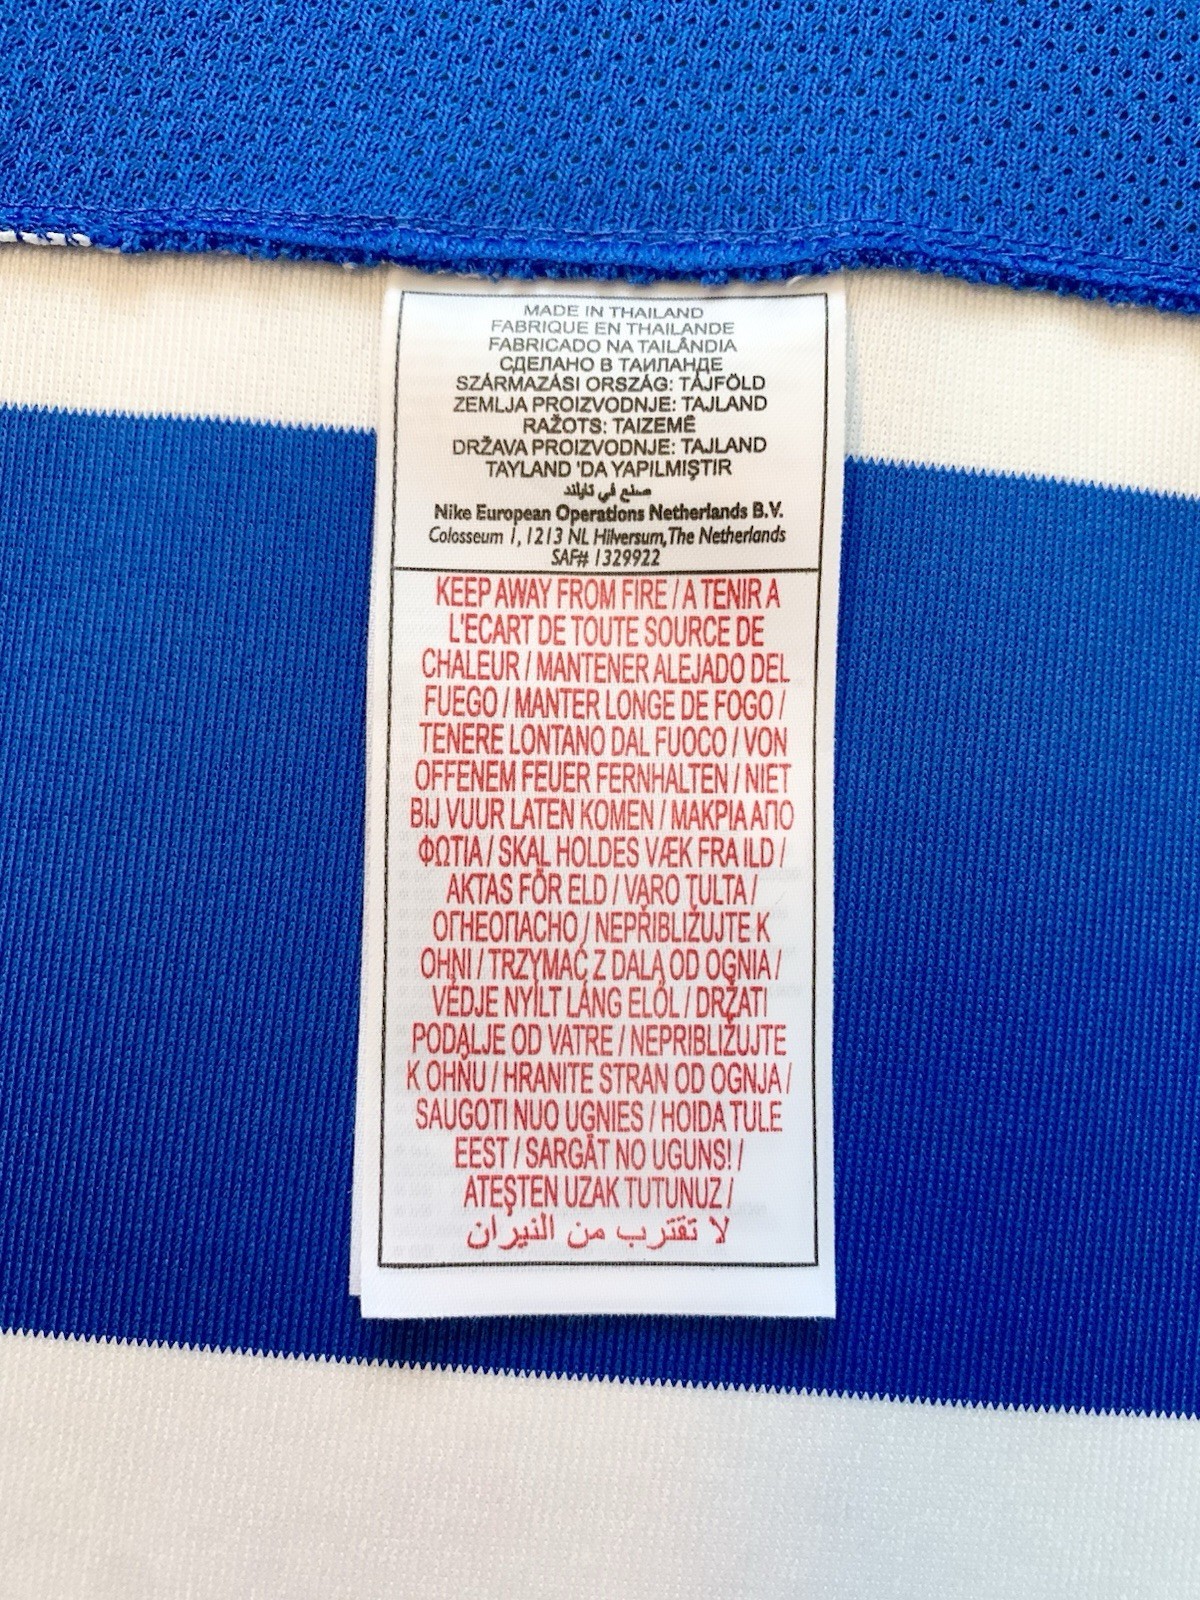 MADE IN THAILAND
FABRIQUE EN THAILANDE
FABRICADO NA TAILÂNDIA
СДЕЛАНО В ТАИЛАНДЕ
SZÁRMAZÁSI ORSZÁG: TÁJFÖLD
ZEMLJA PROIZVODNJE: TAJLAND
RAŽOTS: TAIZEMĒ
DRŽAVA PROIZVODNJE: TAJLAND
TAYLAND 'DA YAPILMIŞTIR
صنع في تايلند
Nike European Operations Netherlands B.V.
Colosseum 1, 1213 NL Hilversum, The Netherlands
SAF# 1329922
KEEP AWAY FROM FIRE / A TENIR A
L'ECART DE TOUTE SOURCE DE
CHALEUR / MANTENER ALEJADO DEL
FUEGO / MANTER LONGE DE FOGO /
TENERE LONTANO DAL FUOCO / VON
OFFENEM FEUER FERNHALTEN / NIET
BIJ VUUR LATEN KOMEN / ΜΑΚΡΙΑ ΑΠΟ
ΦΩΤΙΑ / SKAL HOLDES VÆK FRA ILD /
AKTAS FÖR ELD / VARO TULTA /
ОГНЕОПАСНО / NEPŘIBLIŽUJTE K
OHNI / TRZYMAĆ Z DALA OD OGNIA /
VÉDJE NYÍLT LÁNG ELŐL / DRŽATI
PODALJE OD VATRE / NEPRIBLIŽUJTE
K OHŇU / HRANITE STRAN OD OGNJA /
SAUGOTI NUO UGNIES / HOIDA TULE
EEST / SARGĀT NO UGUNS! /
ATEŞTEN UZAK TUTUNUZ /
لا تقترب من النيران